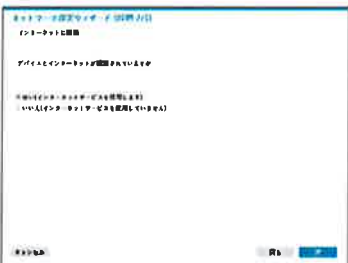 ネットワーク設定ウィザード (説明 2/5)
インターネットに接続
デバイスとインターネットが接続されていますか
はい(インターネットサービスを使用します)
いいえ(インターネットサービスを使用していません)
キャンセル
戻る